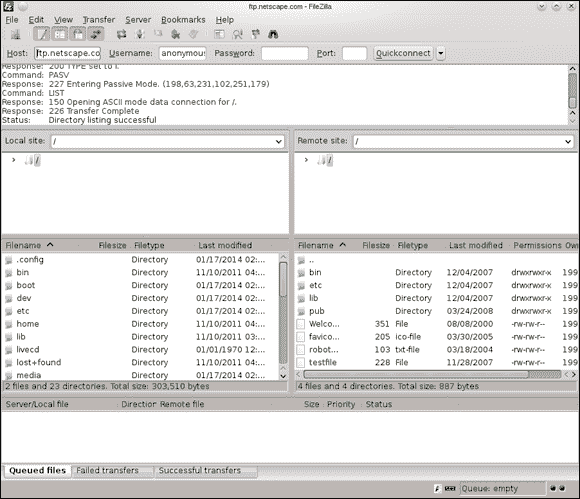 ftp.netscape.com - FileZilla
File Edit View Transfer Server Bookmarks Help
Host: ftp.netscape.co Username: anonymous Password: Port: Quickconnect
Response: 200 TYPE set to I.
Command: PASV
Response: 227 Entering Passive Mode. (198,63,231,102,251,179)
Command: LIST
Response: 150 Opening ASCII mode data connection for /.
Response: 226 Transfer Complete
Status: Directory listing successful
Local site: / Remote site: /
/ /
Filename Filesize Filetype Last modified Filename Filesize Filetype Last modified Permissions Own
.config Directory 01/17/2014 02:... ..
bin Directory 11/10/2011 04:... bin Directory 12/04/2007 drwxrwxr-x 199
boot Directory 01/17/2014 02:... etc Directory 12/04/2007 drwxrwxr-x 199
dev Directory 01/17/2014 02:... lib Directory 12/04/2007 drwxrwxr-x 199
etc Directory 01/17/2014 02:... pub Directory 03/24/2008 drwxrwxr-x 199
home Directory 11/10/2011 04:... Welco... 351 File 08/08/2000 -rw-rw-r-- 199
lib Directory 11/10/2011 03:... favico... 205 ico-file 03/30/2005 -rw-rw-r-- 199
livecd Directory 01/01/1970 12:... robot... 103 txt-file 03/18/2004 -rw-rw-r-- 199
lost+found Directory 11/10/2011 04:... testfile 228 File 11/28/2007 -rw-rw-r-- 199
media Directory 01/17/2014 02:...
2 files and 23 directories. Total size: 303,510 bytes 4 files and 4 directories. Total size: 887 bytes
Server/Local file Direction Remote file Size Priority Status
Queued files Failed transfers Successful transfers
Queue: empty